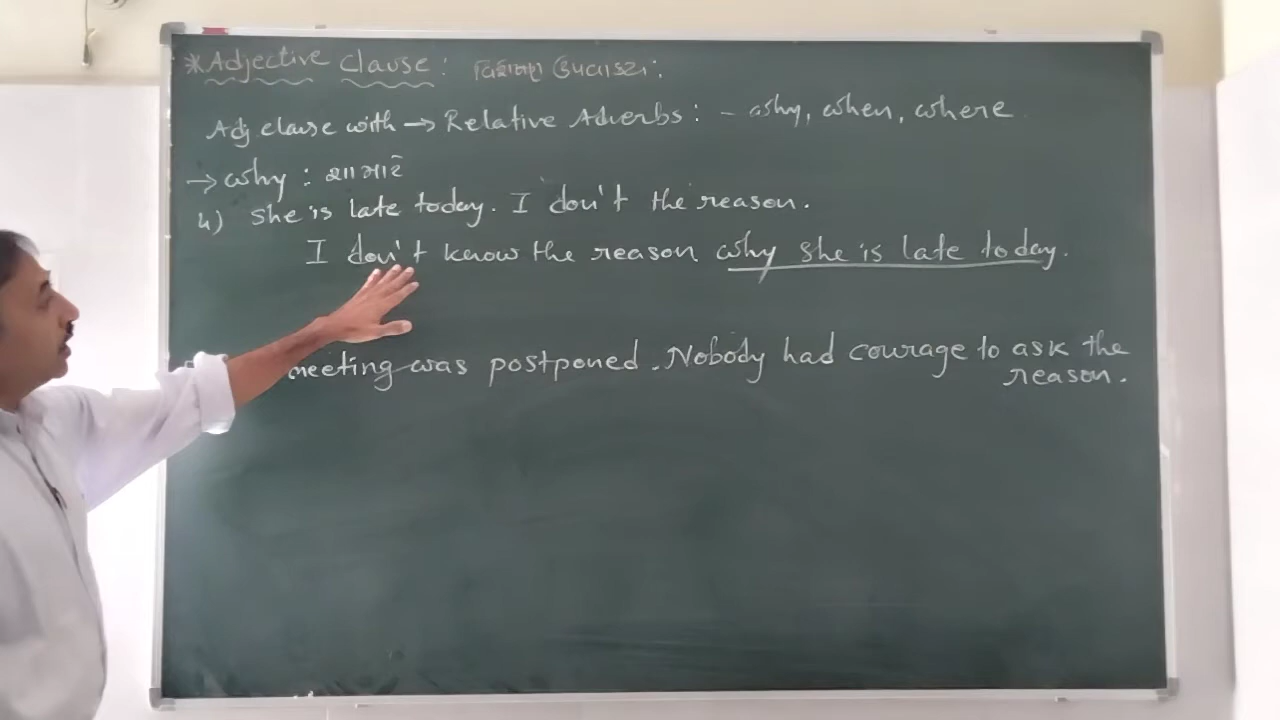 *Adjective clause: વિશેષણ ઉપવાક્ય:
Adj clause with → Relative Adverbs: - why, when, where
→ why : શા માટે
4) She is late today. I don't the reason.
I don't know the reason why she is late today.
meeting was postponed. Nobody had courage to ask the
reason.